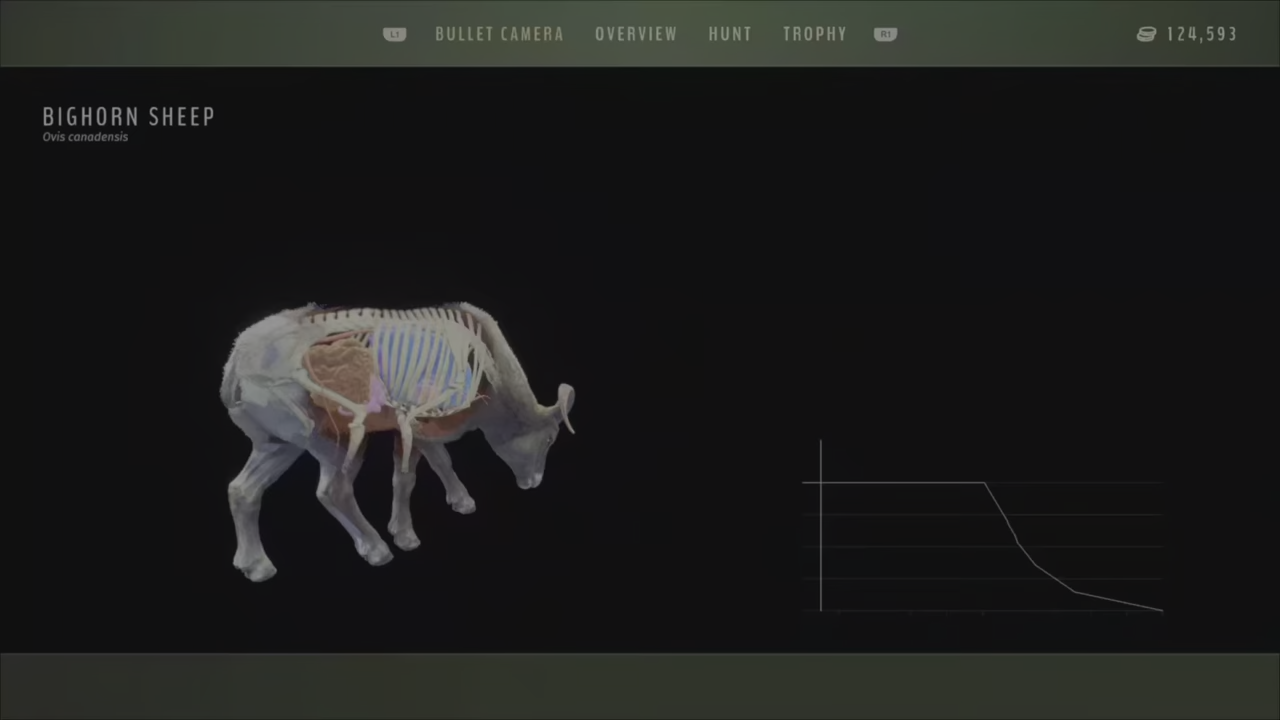 L1 BULLET CAMERA OVERVIEW HUNT TROPHY R1 124,593
BIGHORN SHEEP
Ovis canadensis